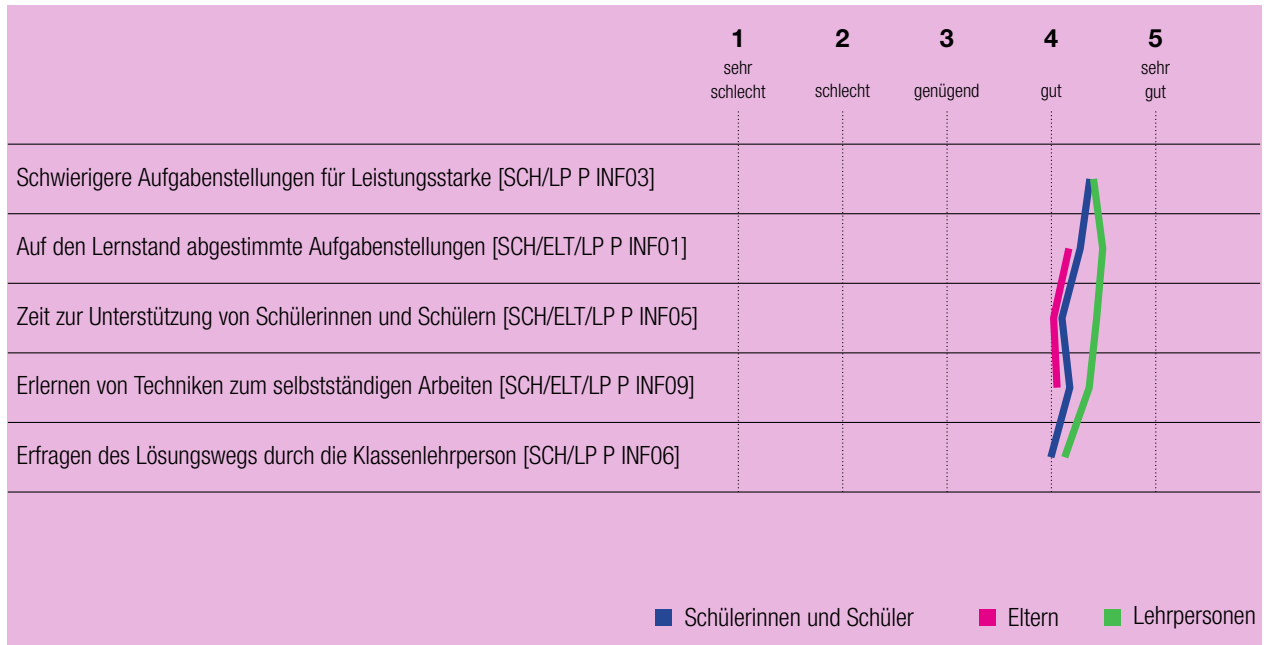 1 2 3 4 5
sehr schlecht schlecht genügend gut sehr gut
Schwierigere Aufgabenstellungen für Leistungsstarke [SCH/LP P INF03]
Auf den Lernstand abgestimmte Aufgabenstellungen [SCH/ELT/LP P INF01]
Zeit zur Unterstützung von Schülerinnen und Schülern [SCH/ELT/LP P INF05]
Erlernen von Techniken zum selbstständigen Arbeiten [SCH/ELT/LP P INF09]
Erfragen des Lösungswegs durch die Klassenlehrperson [SCH/LP P INF06]
Schülerinnen und Schüler Eltern Lehrpersonen